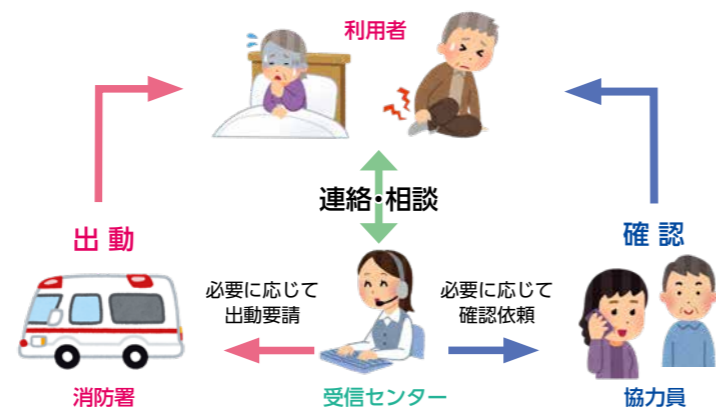 利用者
連絡・相談
出動
確認
必要に応じて
出動要請
必要に応じて
確認依頼
消防署
受信センター
協力員